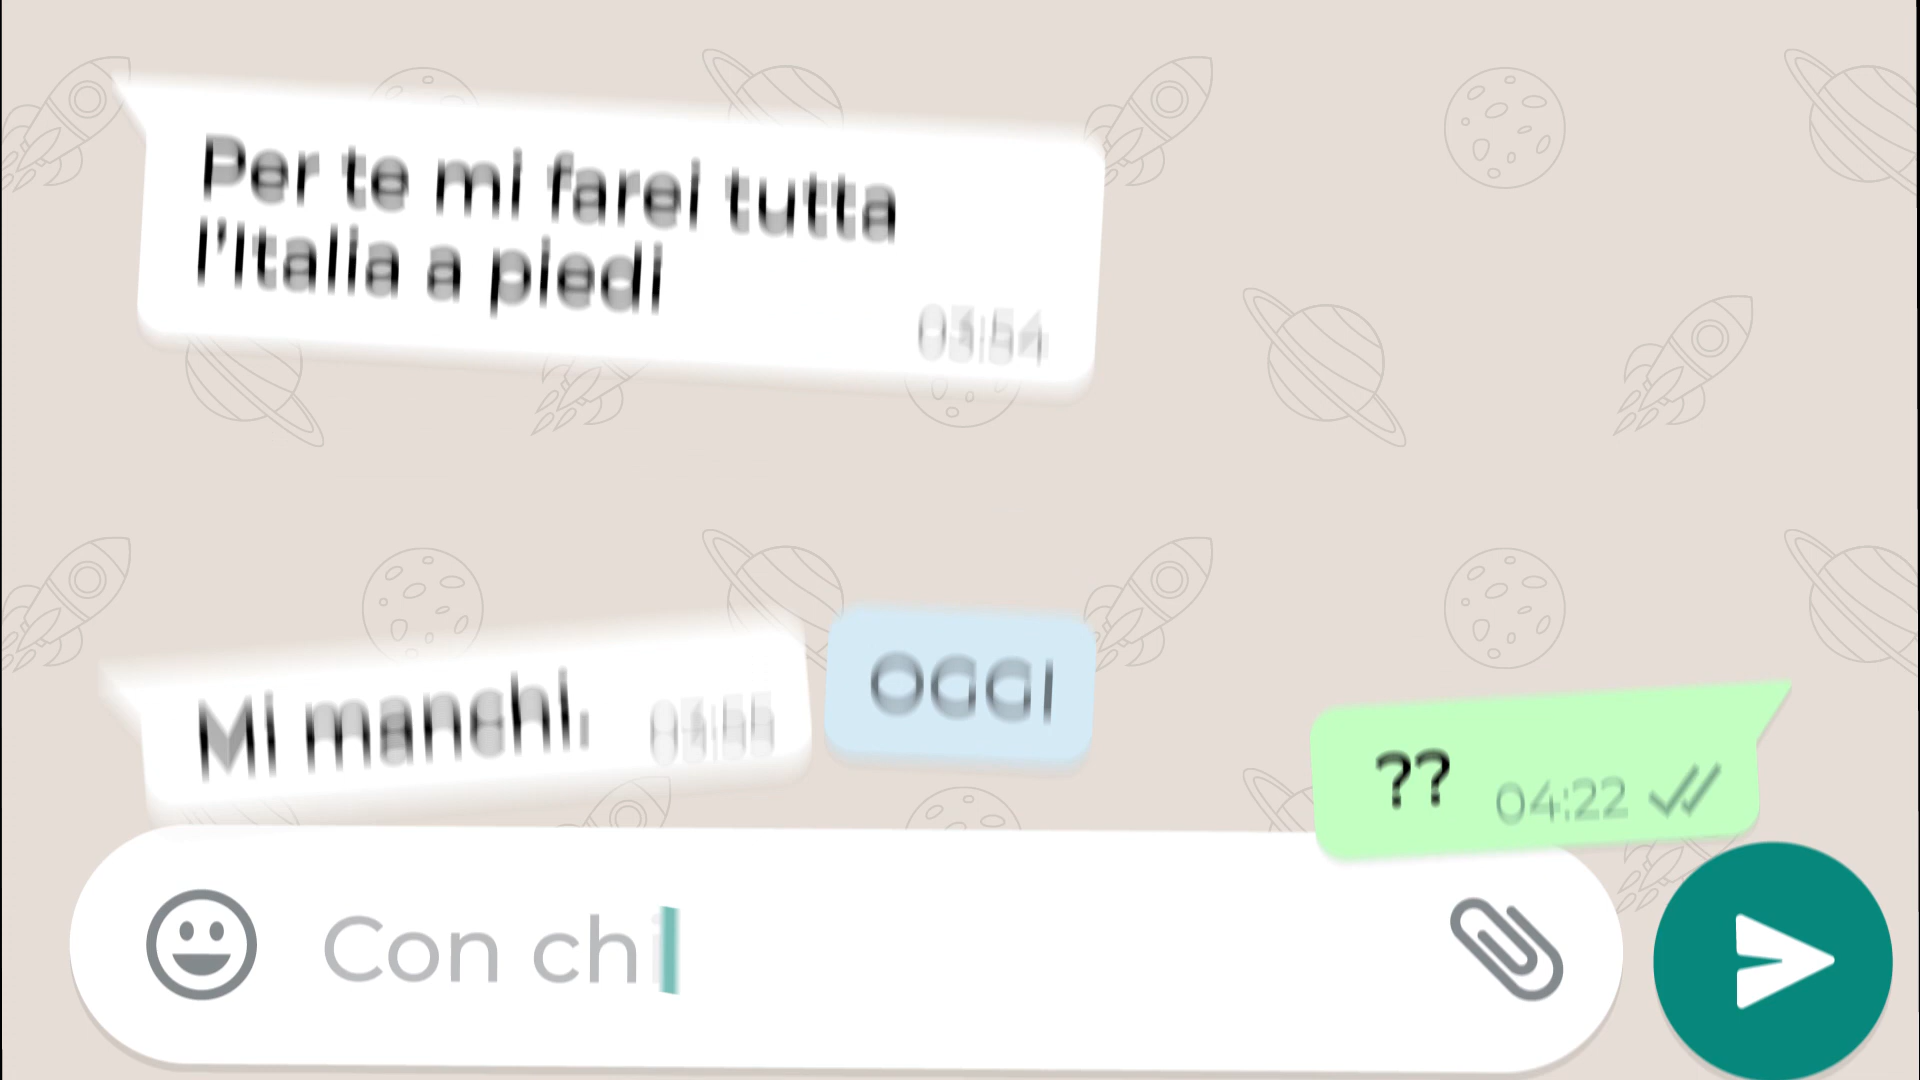 Per te mi farei tutta
l'Italia a piedi
03:54
Mi manchi.
OGGI
?? 04:22
Con chi